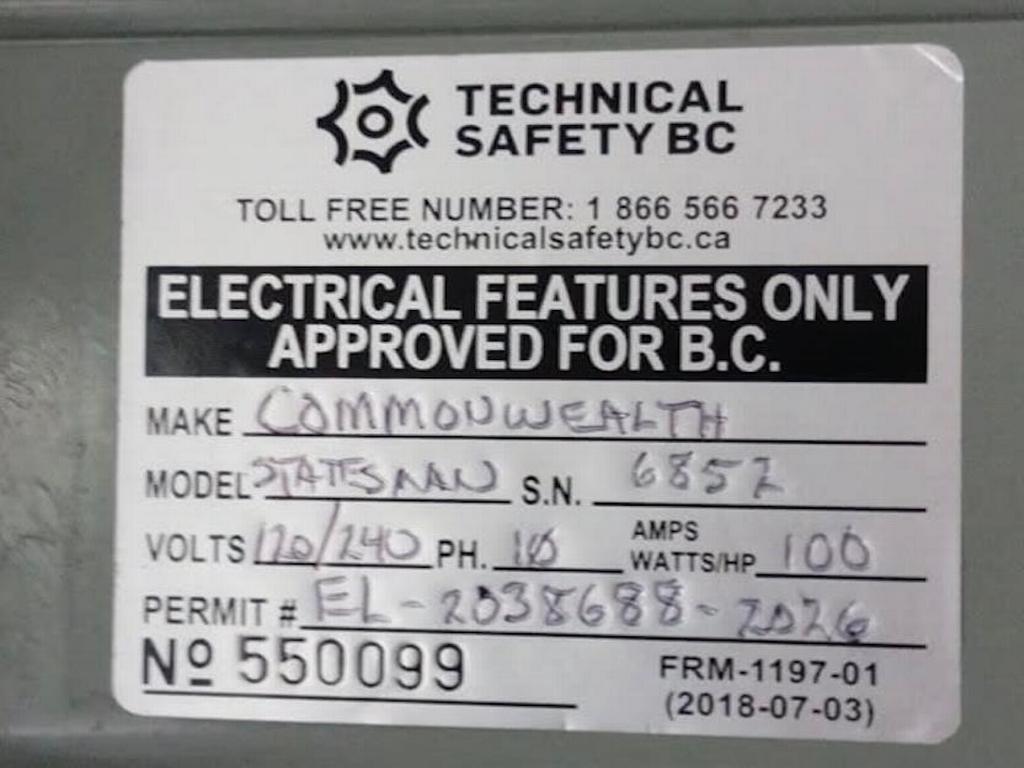 TECHNICAL
SAFETY BC
TOLL FREE NUMBER: 1 866 566 7233
www.technicalsafetybc.ca
ELECTRICAL FEATURES ONLY
APPROVED FOR B.C.
MAKE COMMONWEALTH
MODEL STATESMAN S.N. 6852
VOLTS 120/240 PH. 1Ø AMPS WATTS/HP 100
PERMIT # EL-2038688-2026
Nº 550099 FRM-1197-01
(2018-07-03)